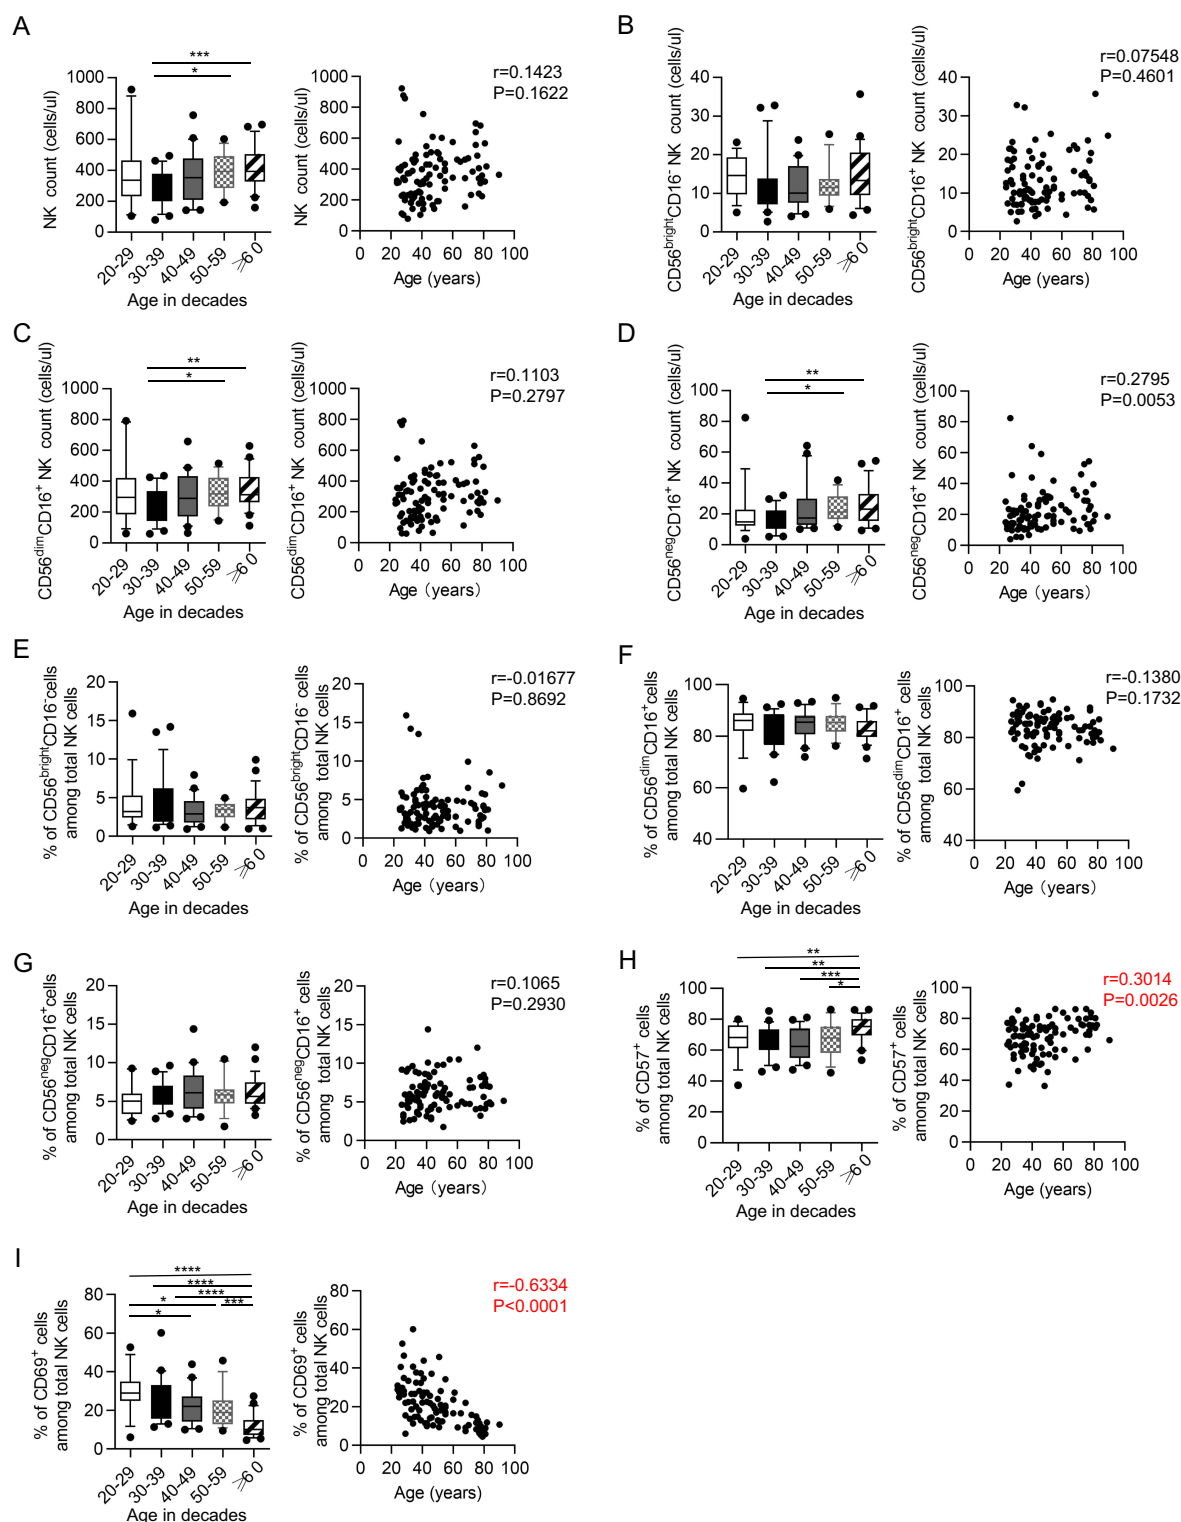 A
NK count (cells/ul)
1000
800
600
400
200
0
***
*
20-29
30-39
40-49
50-59
⩾60
Age in decades
NK count (cells/ul)
1000
800
600
400
200
0
0 20 40 60 80 100
Age (years)
r=0.1423
P=0.1622
B
CD56brightCD16- NK count (cells/ul)
40
30
20
10
0
20-29
30-39
40-49
50-59
⩾60
Age in decades
CD56brightCD16+ NK count (cells/ul)
40
30
20
10
0
0 20 40 60 80 100
Age (years)
r=0.07548
P=0.4601
C
CD56dimCD16+ NK count (cells/ul)
1000
800
600
400
200
0
**
*
20-29
30-39
40-49
50-59
⩾60
Age in decades
CD56dimCD16+ NK count (cells/ul)
1000
800
600
400
200
0
0 20 40 60 80 100
Age（years）
r=0.1103
P=0.2797
D
CD56negCD16+ NK count (cells/ul)
100
80
60
40
20
0
**
*
20-29
30-39
40-49
50-59
⩾60
Age in decades
CD56negCD16+ NK count (cells/ul)
100
80
60
40
20
0
0 20 40 60 80 100
Age（years）
r=0.2795
P=0.0053
E
% of CD56brightCD16-cells
among total NK cells
20
15
10
5
0
20-29
30-39
40-49
50-59
⩾60
Age in decades
% of CD56brightCD16- cells
among total NK cells
20
15
10
5
0
0 20 40 60 80 100
Age（years）
r=-0.01677
P=0.8692
F
% of CD56dimCD16+cells
among total NK cells
100
80
60
40
20-29
30-39
40-49
50-59
⩾60
Age in decades
% of CD56dimCD16+ cells
among total NK cells
100
80
60
40
0 20 40 60 80 100
Age（years）
r=-0.1380
P=0.1732
G
% of CD56negCD16+cells
among total NK cells
20
15
10
5
0
20-29
30-39
40-49
50-59
⩾60
Age in decades
% of CD56negCD16+ cells
among total NK cells
20
15
10
5
0
0 20 40 60 80 100
Age（years）
r=0.1065
P=0.2930
H
% of CD57+ cells
among total NK cells
100
80
60
40
20
0
**
**
***
*
20-29
30-39
40-49
50-59
⩾60
Age in decades
% of CD57+ cells
among total NK cells
100
80
60
40
20
0
0 20 40 60 80 100
Age (years)
r=0.3014
P=0.0026
I
% of CD69+ cells
among total NK cells
80
60
40
20
0
****
****
****
* ***
*
20-29
30-39
40-49
50-59
⩾60
Age in decades
% of CD69+ cells
among total NK cells
80
60
40
20
0
0 20 40 60 80 100
Age (years)
r=-0.6334
P<0.0001